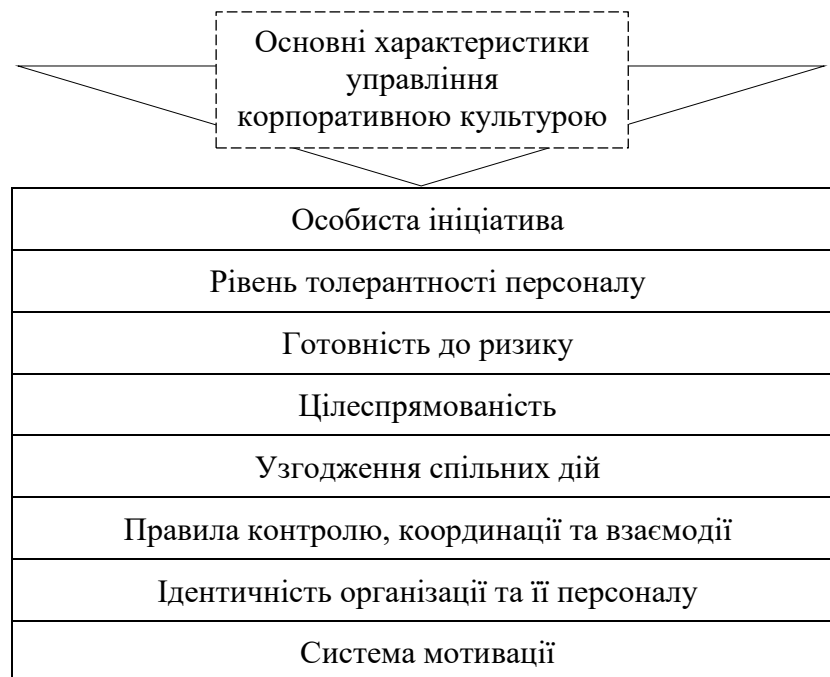 Основні характеристики
управління
корпоративною культурою
Особиста ініціатива
Рівень толерантності персоналу
Готовність до ризику
Цілеспрямованість
Узгодження спільних дій
Правила контролю, координації та взаємодії
Ідентичність організації та її персоналу
Система мотивації